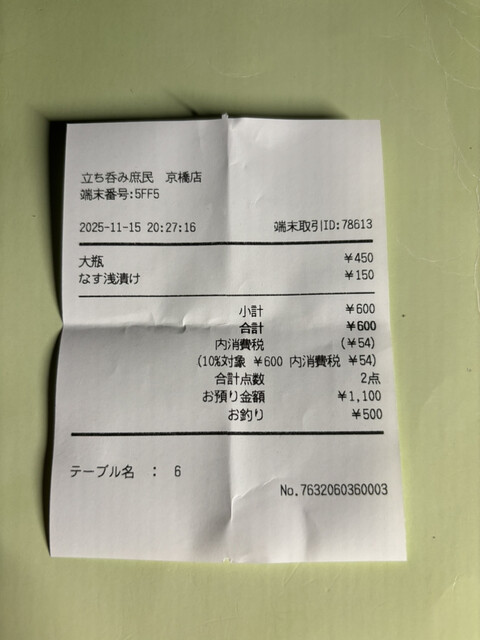 立ち呑み庶民 京橋店
端末番号:5FF5
2025-11-15 20:27:16 端末取引ID:78613
大瓶 ¥450
なす浅漬け ¥150
小計 ¥600
合計 ¥600
内消費税 (¥54)
(10%対象 ¥600 内消費税 ¥54)
合計点数 2点
お預り金額 ¥1,100
お釣り ¥500
テーブル名 : 6
No.7632060360003